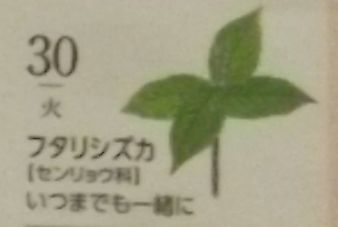 30
火
フタリシズカ
[センリョウ科]
いつまでも一緒に